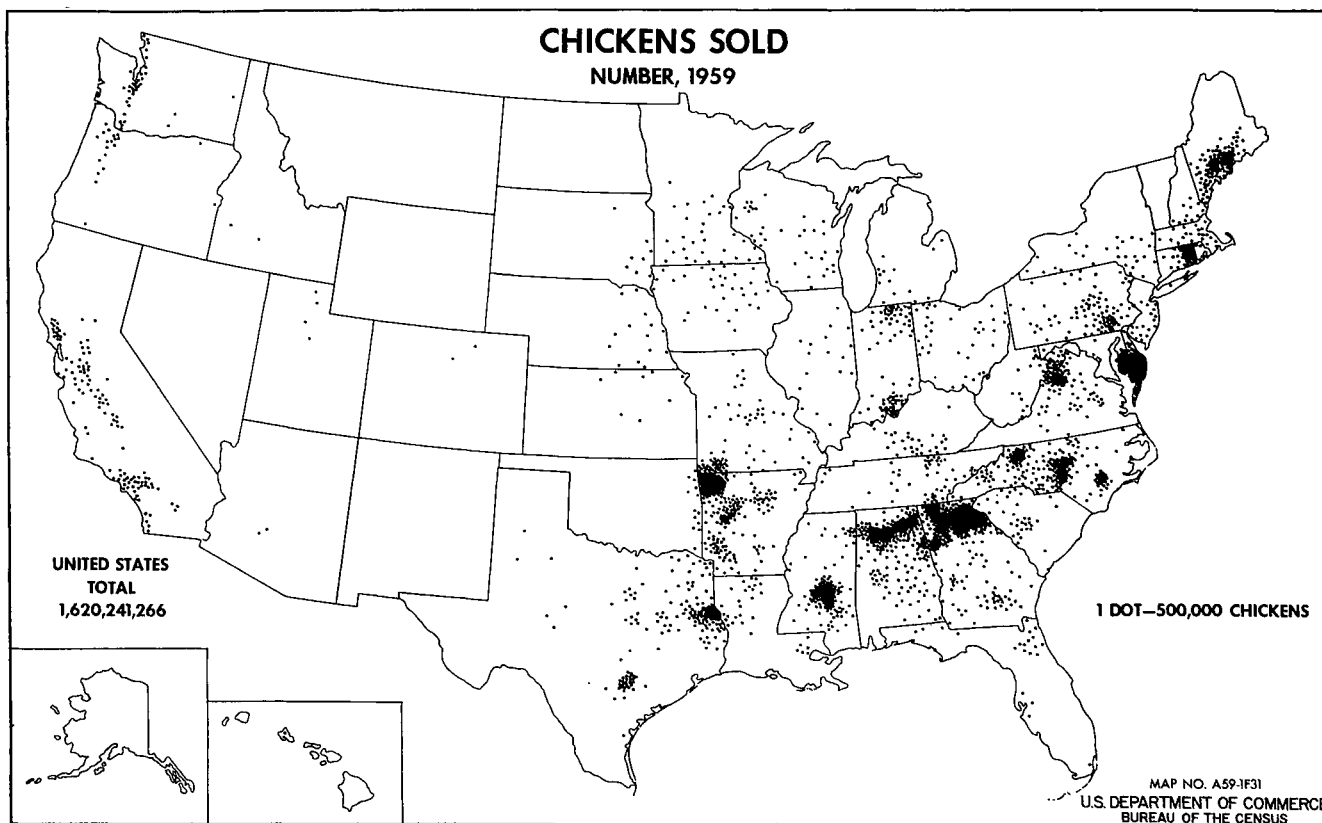 CHICKENS SOLD
NUMBER, 1959
UNITED STATES
TOTAL
1,620,241,266
1 DOT—500,000 CHICKENS
MAP NO. A59-1F31
U.S. DEPARTMENT OF COMMERCE
BUREAU OF THE CENSUS